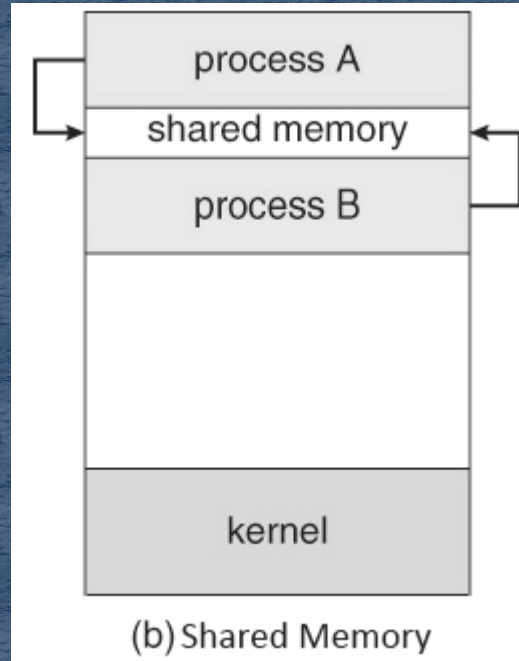 process A
shared memory
process B
kernel
(b) Shared Memory